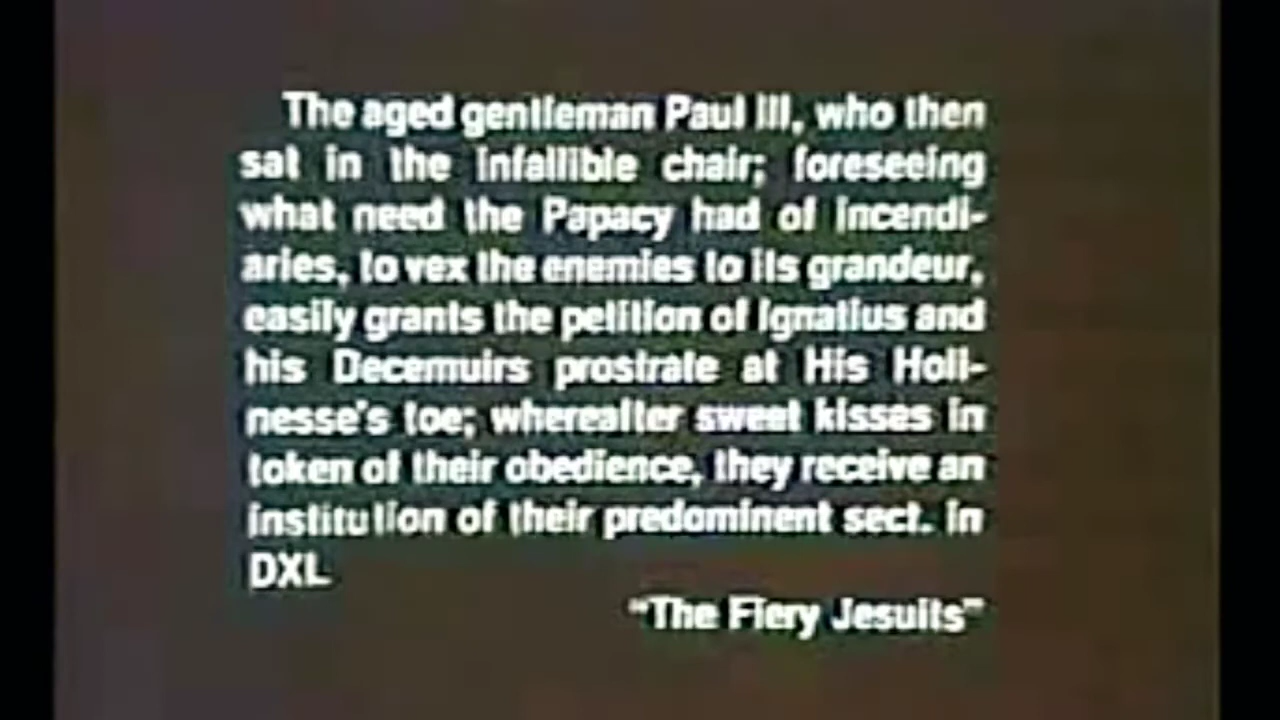 The aged gentleman Paul III, who then
sat in the infallible chair; foreseeing
what need the Papacy had of incendi-
aries, to vex the enemies to its grandeur,
easily grants the petition of Ignatius and
his Decemuirs prostrate at His Holi-
nesse's toe; whereafter sweet kisses in
token of their obedience, they receive an
institution of their predominent sect. in
DXL
"The Fiery Jesuits"